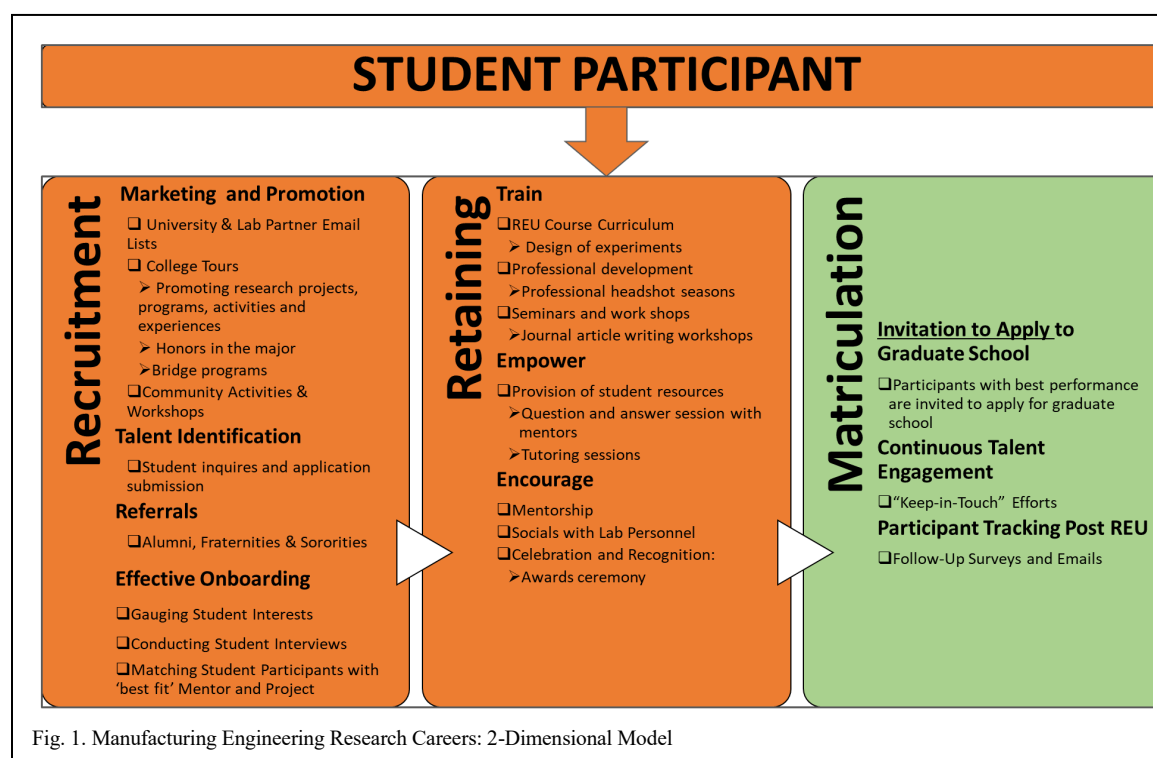 STUDENT PARTICIPANT
Recruitment
Marketing and Promotion
❑ University & Lab Partner Email
Lists
❑ College Tours
➢ Promoting research projects,
programs, activities and
experiences
➢ Honors in the major
➢Bridge programs
❑Community Activities &
Workshops
Talent Identification
❑Student inquires and application
submission
Referrals
❑Alumni, Fraternities & Sororities
Effective Onboarding
❑Gauging Student Interests
❑Conducting Student Interviews
❑Matching Student Participants with
‘best fit’ Mentor and Project
Retaining
Train
❑REU Course Curriculum
➢ Design of experiments
❑Professional development
➢Professional headshot seasons
❑Seminars and work shops
➢Journal article writing workshops
Empower
❑Provision of student resources
➢Question and answer session with
mentors
➢Tutoring sessions
Encourage
❑Mentorship
❑Socials with Lab Personnel
❑Celebration and Recognition:
➢Awards ceremony
Matriculation
Invitation to Apply to
Graduate School
❑Participants with best performance
are invited to apply for graduate
school
Continuous Talent
Engagement
❑“Keep-in-Touch” Efforts
Participant Tracking Post REU
❑Follow-Up Surveys and Emails
Fig. 1. Manufacturing Engineering Research Careers: 2-Dimensional Model